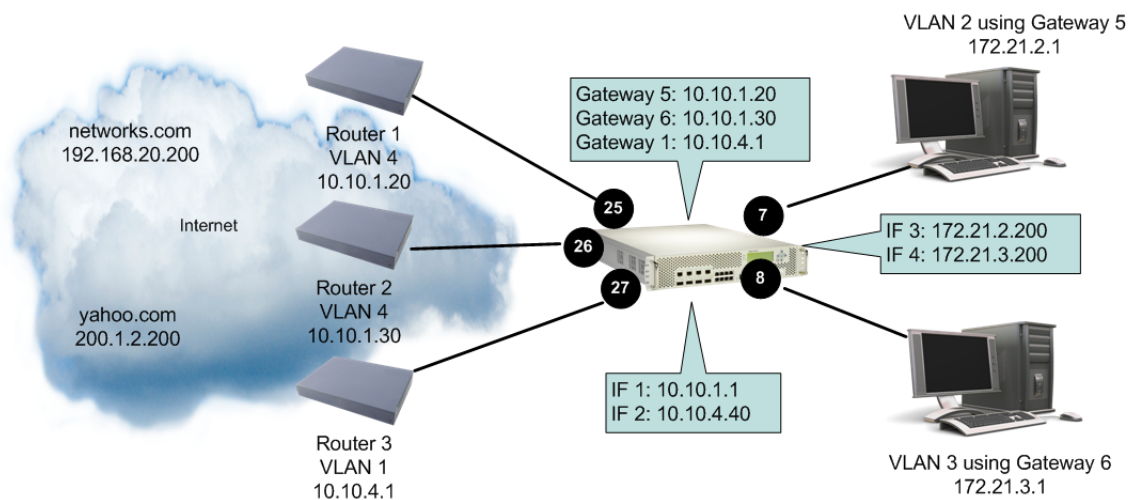 networks.com
192.168.20.200
Internet
yahoo.com
200.1.2.200
Router 1
VLAN 4
10.10.1.20
Router 2
VLAN 4
10.10.1.30
Router 3
VLAN 1
10.10.4.1
Gateway 5: 10.10.1.20
Gateway 6: 10.10.1.30
Gateway 1: 10.10.4.1
25
26
27
7
8
IF 1: 10.10.1.1
IF 2: 10.10.4.40
IF 3: 172.21.2.200
IF 4: 172.21.3.200
VLAN 2 using Gateway 5
172.21.2.1
VLAN 3 using Gateway 6
172.21.3.1